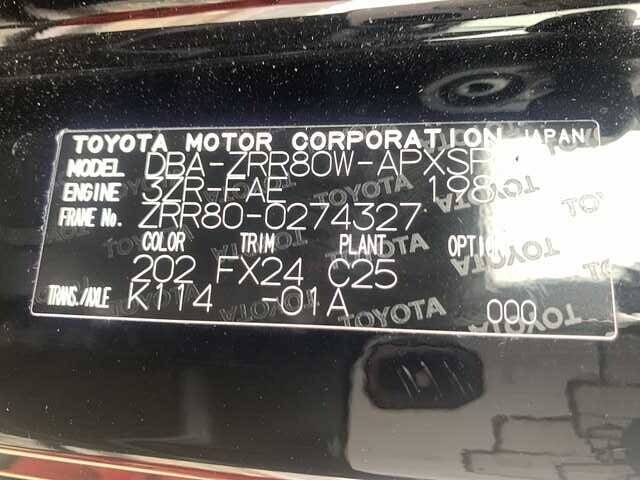 TOYOTA MOTOR CORPORATION JAPAN
MODEL DBA-ZRR80W-APXSP
ENGINE 3ZR-FAE 198
FRAME No. ZRR80-0274327
COLOR TRIM PLANT OPTION
202 FX24 C25
TRANS./AXLE K114 -01A 000